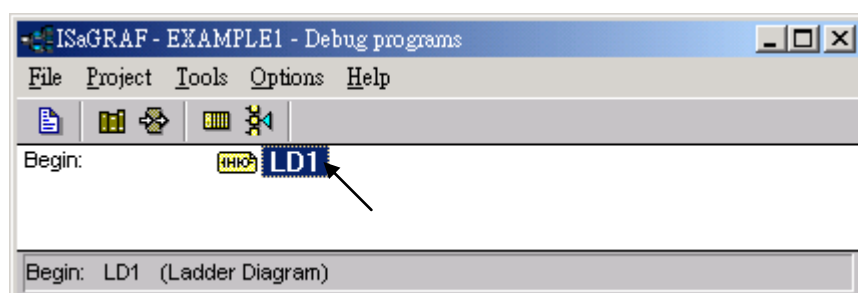 ISaGRAF - EXAMPLE1 - Debug programs
File Project Tools Options Help
Begin: LD1
Begin: LD1 (Ladder Diagram)